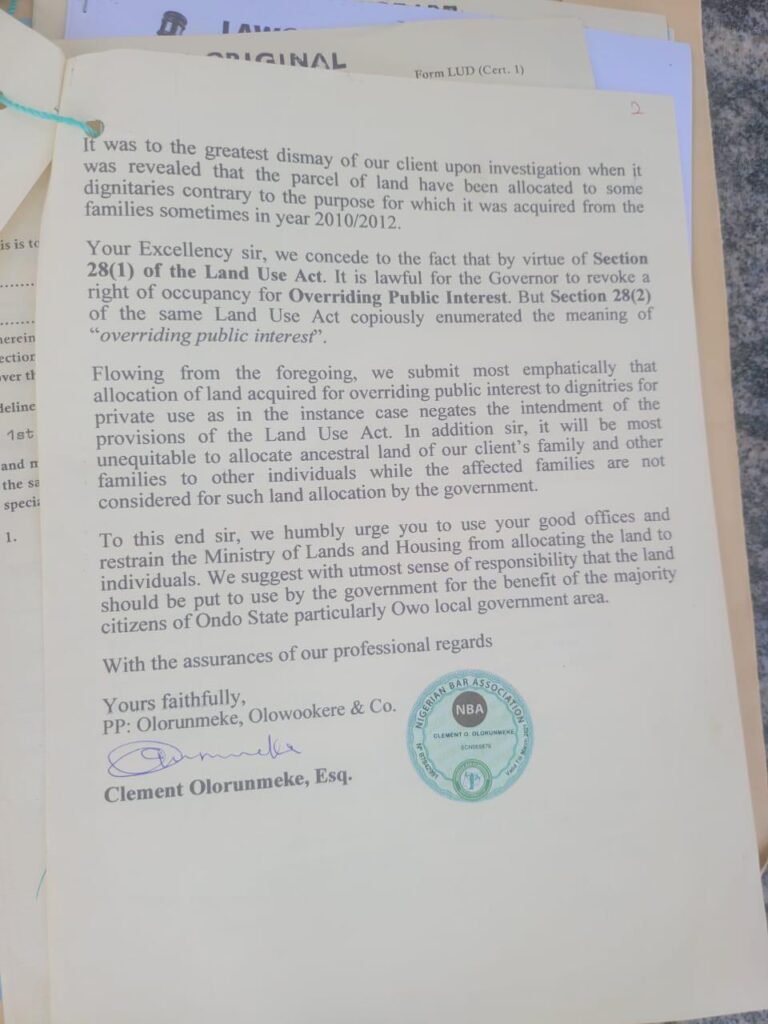 ORIGINAL
Form LUD (Cert. 1)
2
It was to the greatest dismay of our client upon investigation when it
was revealed that the parcel of land have been allocated to some
dignitaries contrary to the purpose for which it was acquired from the
families sometimes in year 2010/2012.
Your Excellency sir, we concede to the fact that by virtue of Section
28(1) of the Land Use Act. It is lawful for the Governor to revoke a
right of occupancy for Overriding Public Interest. But Section 28(2)
of the same Land Use Act copiously enumerated the meaning of
“overriding public interest”.
Flowing from the foregoing, we submit most emphatically that
allocation of land acquired for overriding public interest to dignitries for
private use as in the instance case negates the intendment of the
provisions of the Land Use Act. In addition sir, it will be most
unequitable to allocate ancestral land of our client's family and other
families to other individuals while the affected families are not
considered for such land allocation by the government.
To this end sir, we humbly urge you to use your good offices and
restrain the Ministry of Lands and Housing from allocating the land to
individuals. We suggest with utmost sense of responsibility that the land
should be put to use by the government for the benefit of the majority
citizens of Ondo State particularly Owo local government area.
With the assurances of our professional regards
Yours faithfully,
PP: Olorunmeke, Olowookere & Co.
Clement Olorunmeke, Esq.
NIGERIAN BAR ASSOCIATION
NBA
CLEMENT O. OLORUNMEKE
is is to
herein
over th
1st
and m
the sa
specia
1.